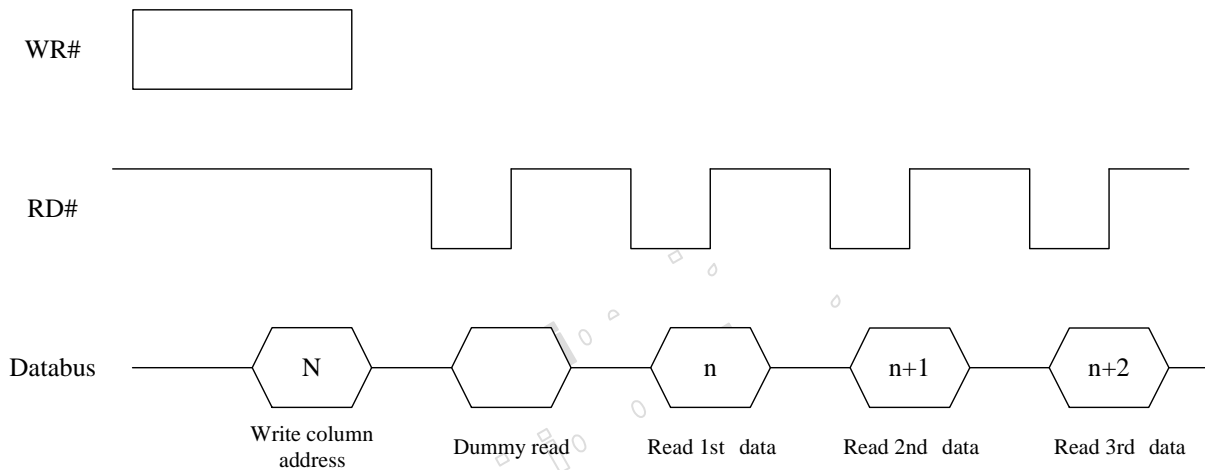 WR#
RD#
Databus
N
n
n+1
n+2
Write column
address
Dummy read
Read 1st data
Read 2nd data
Read 3rd data